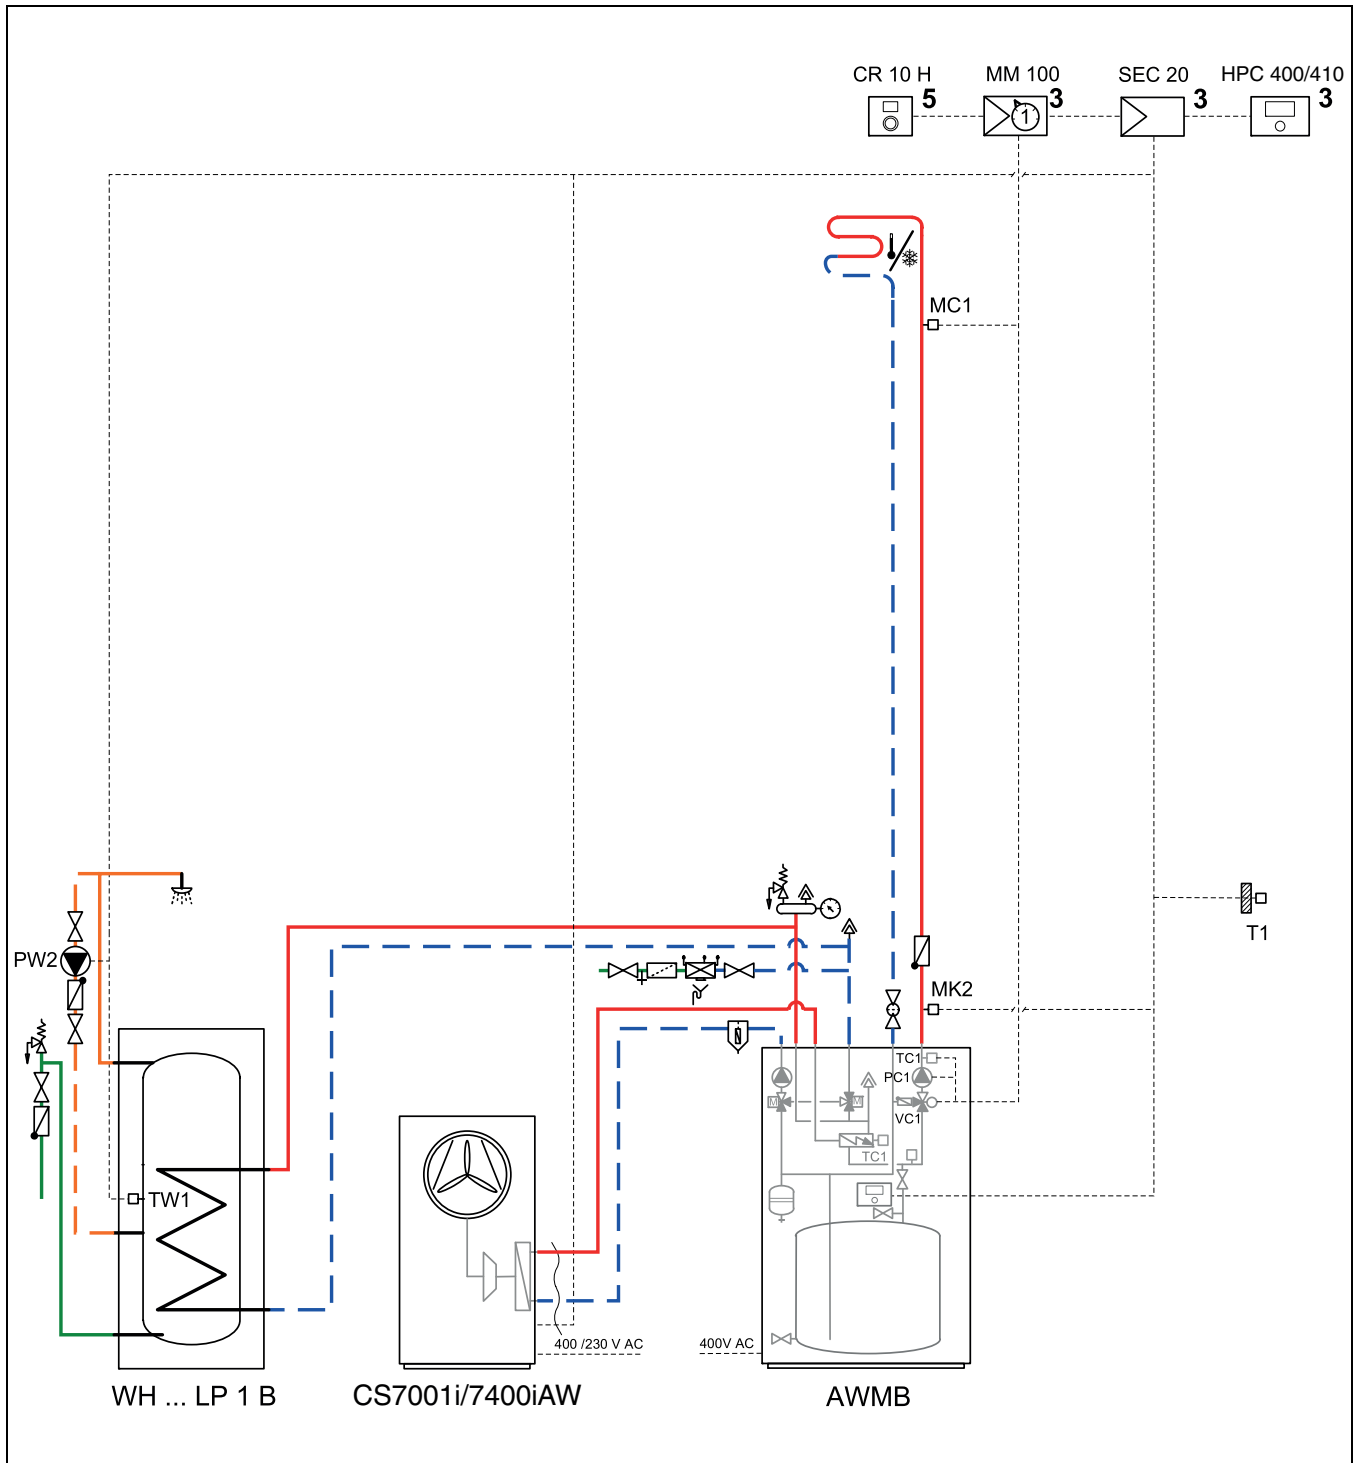 CR 10 H
MM 100
SEC 20
HPC 400/410
5
3
3
3
1
MC1
PW2
T1
MK2
TC1
PC1
M
M
VC1
TC1
TW1
400 /230 V AC
400V AC
WH ... LP 1 B
CS7001i/7400iAW
AWMB